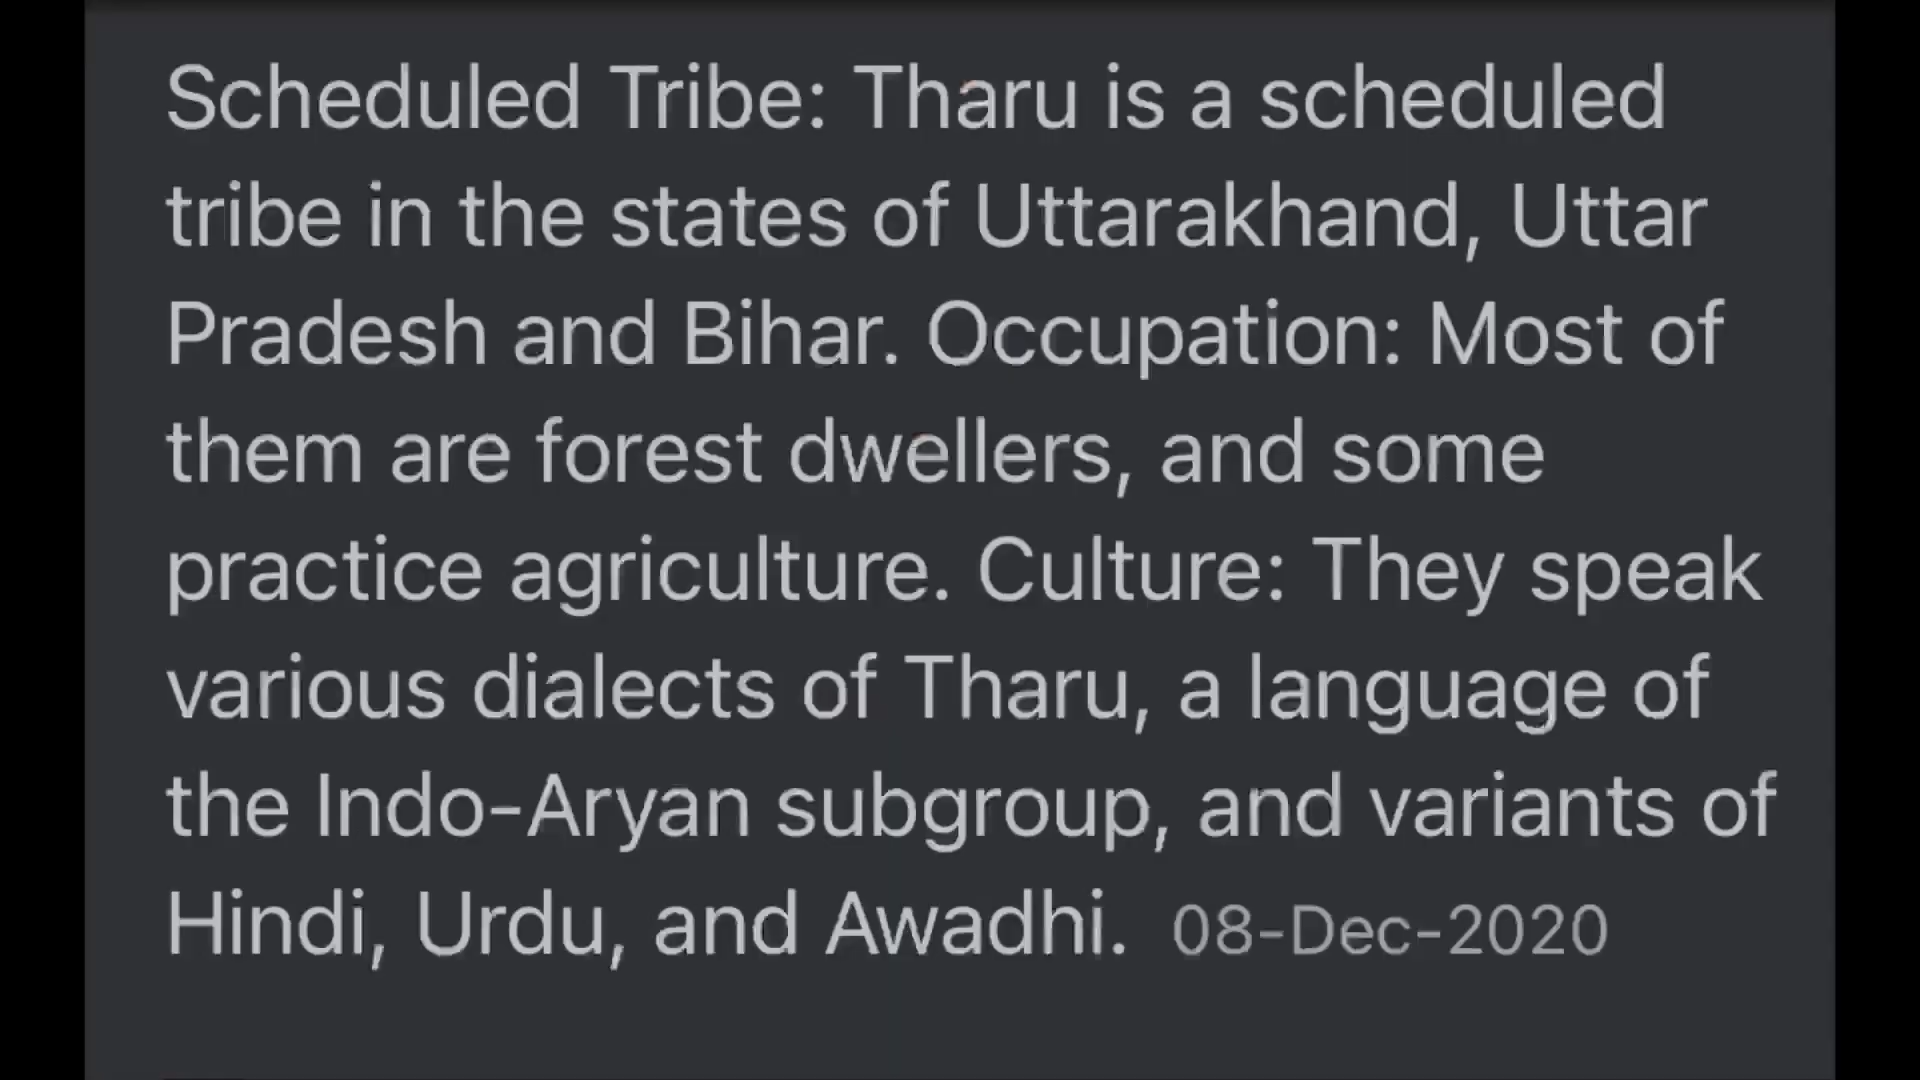 Scheduled Tribe: Tharu is a scheduled
tribe in the states of Uttarakhand, Uttar
Pradesh and Bihar. Occupation: Most of
them are forest dwellers, and some
practice agriculture. Culture: They speak
various dialects of Tharu, a language of
the Indo-Aryan subgroup, and variants of
Hindi, Urdu, and Awadhi. 08-Dec-2020